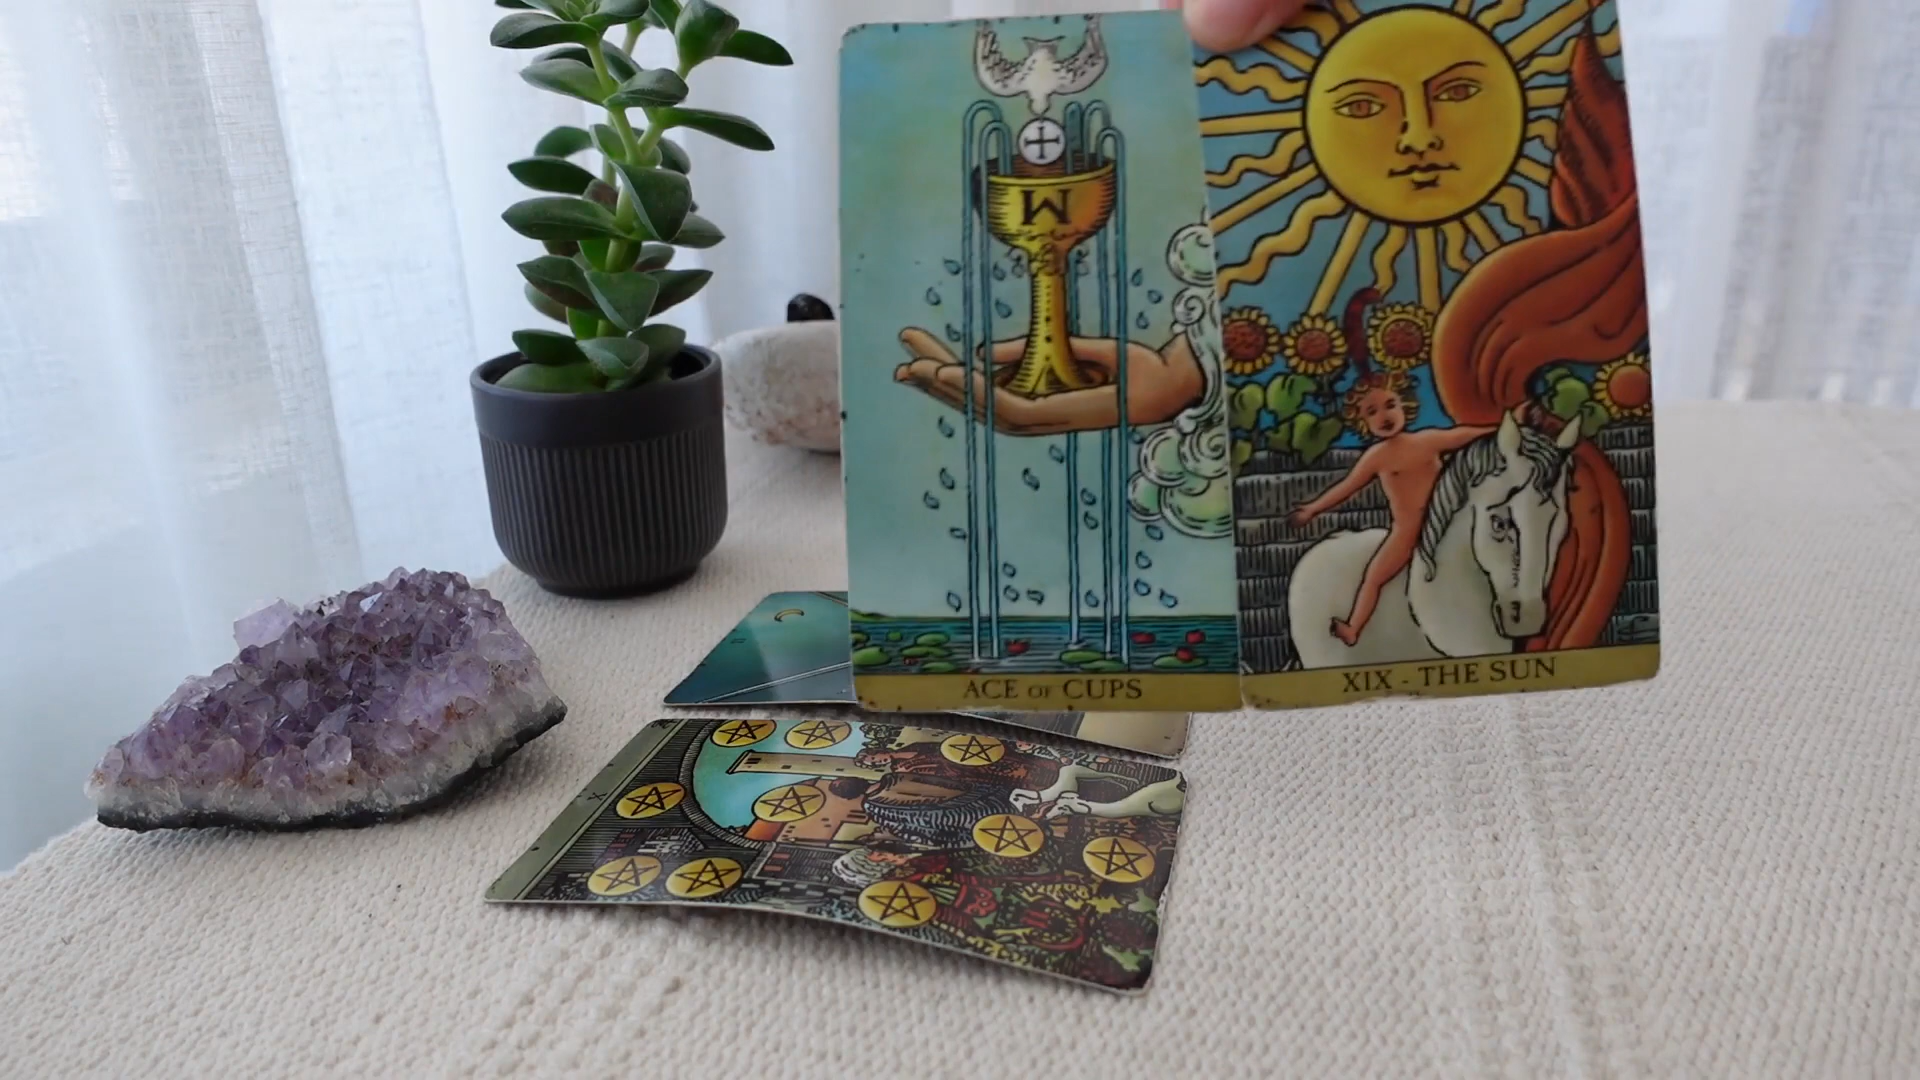 W
ACE OF CUPS
XIX - THE SUN
X